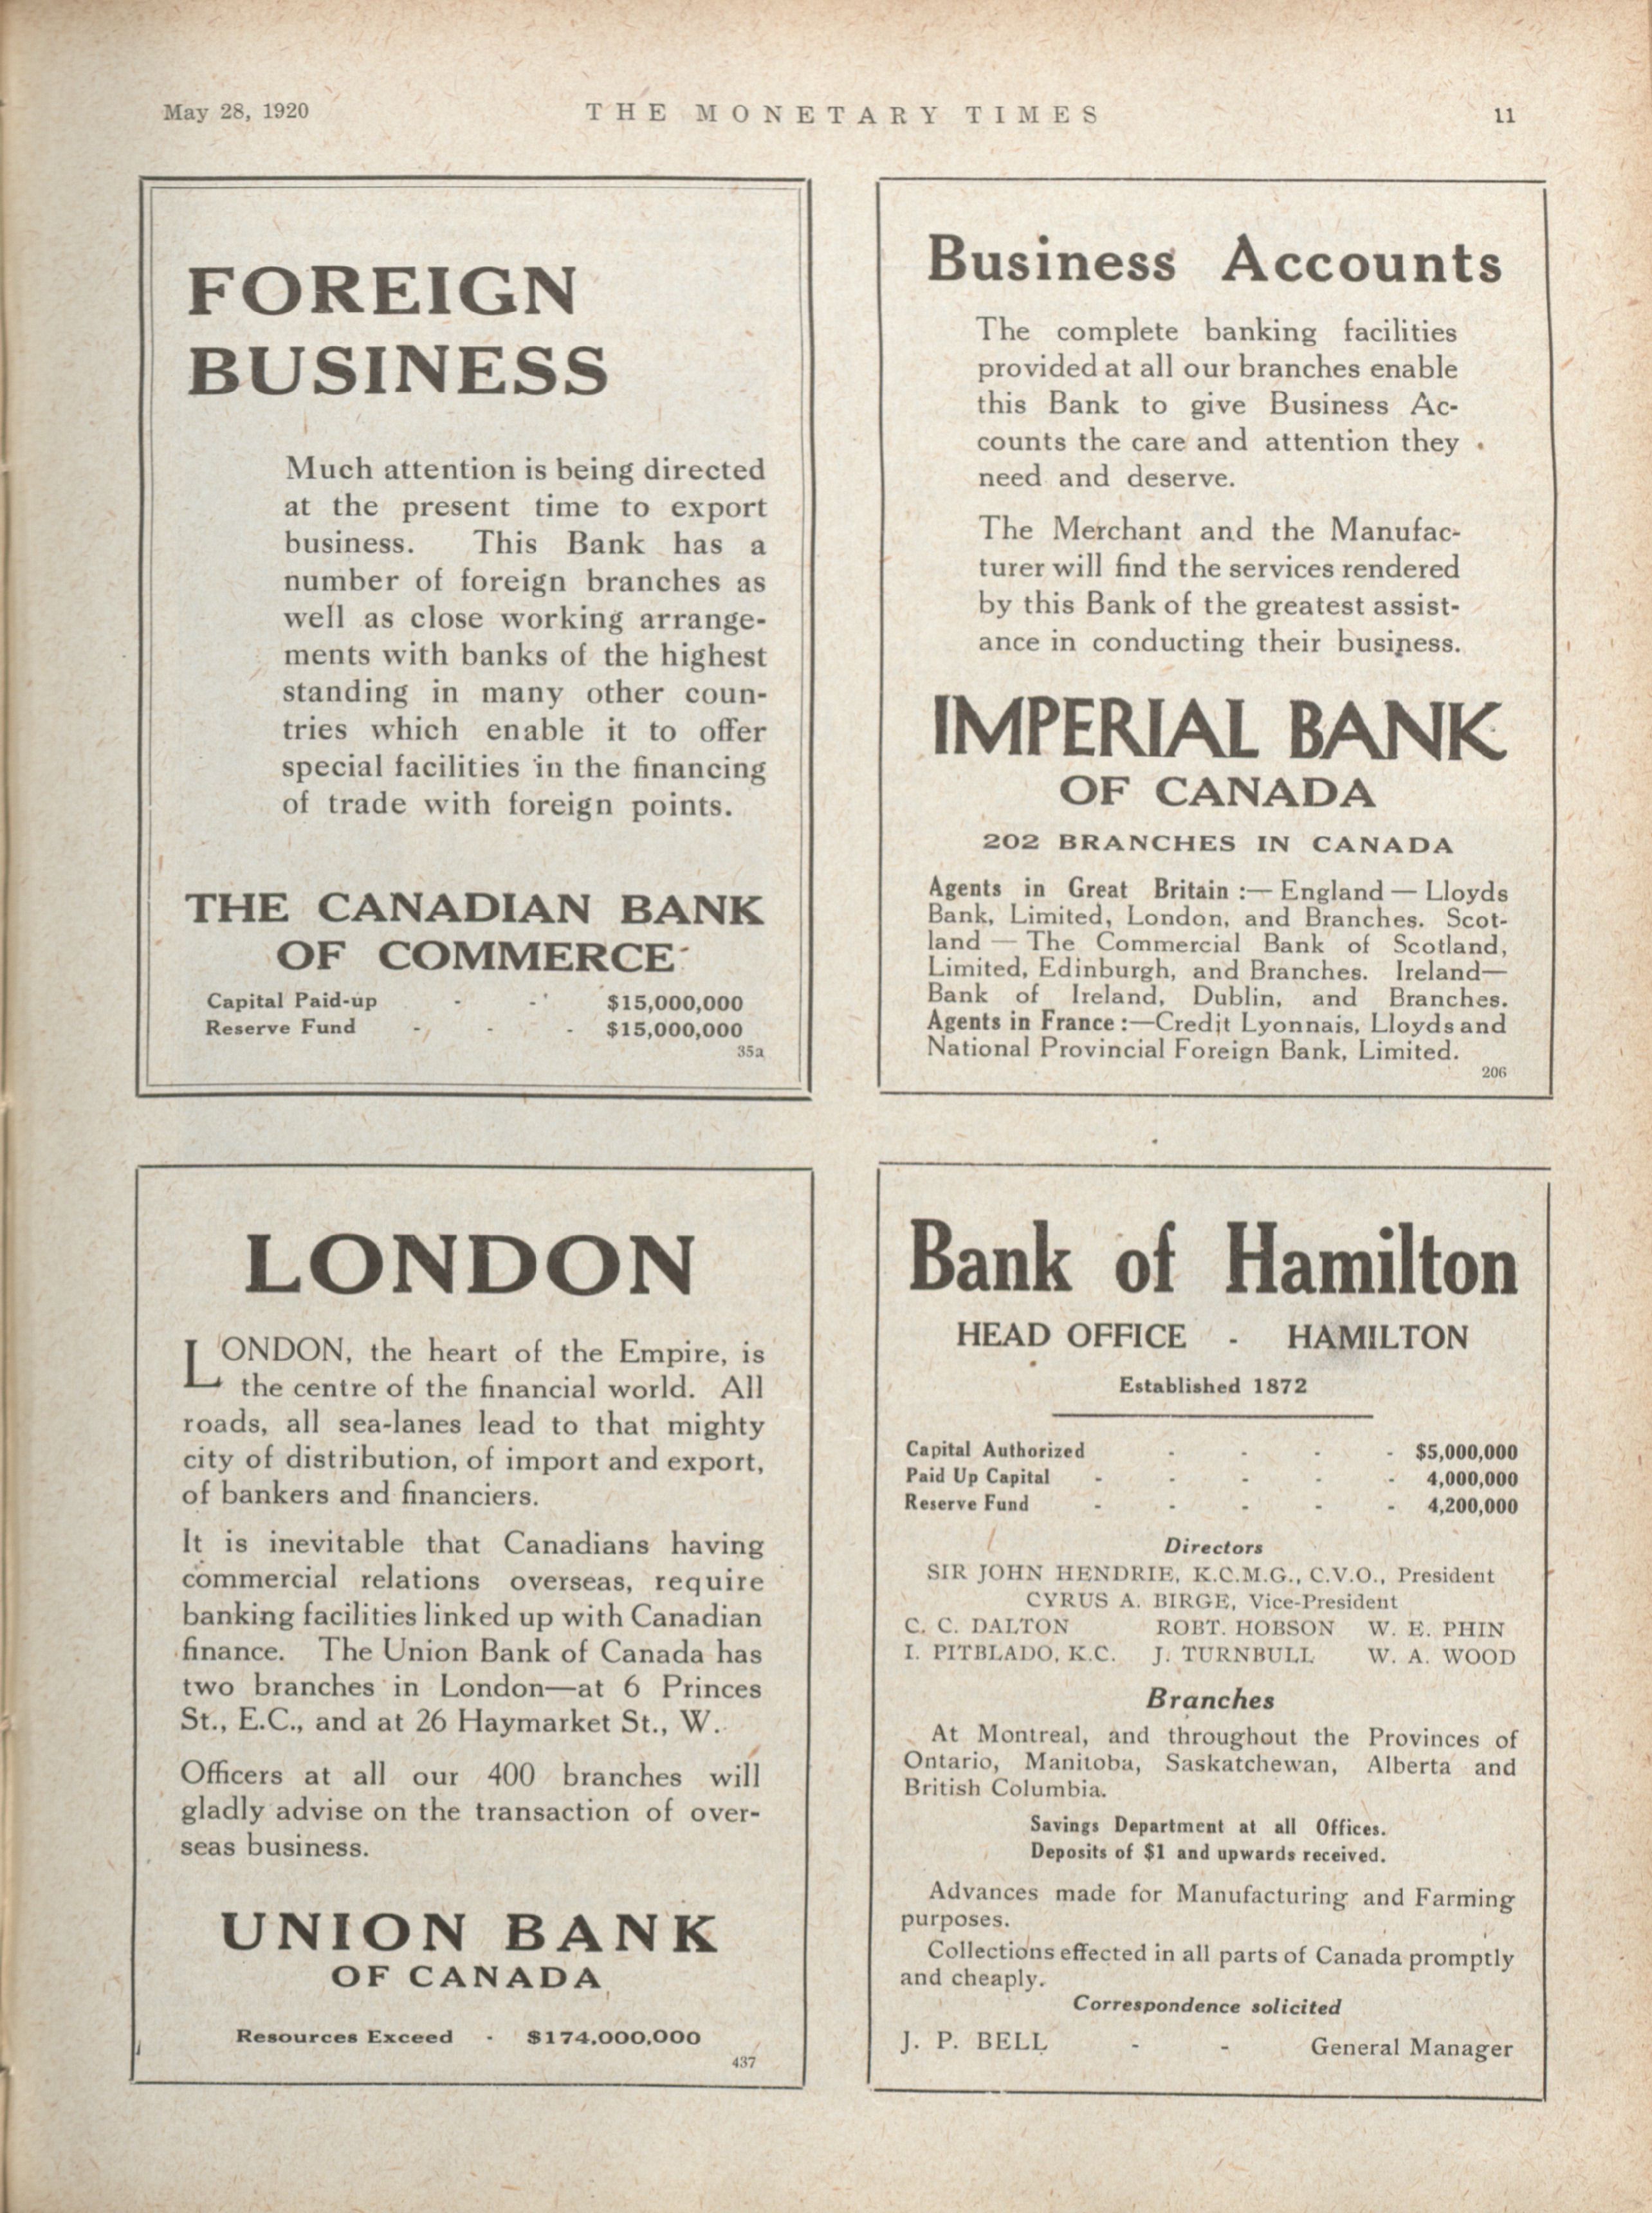 May 28, 1920
THE MONETARY TIMES
11
FOREIGN
BUSINESS
Much attention is being directed
at the present time to export
business. This Bank has a
number of foreign branches as
well as close working arrange-
ments with banks of the highest
standing in many other coun-
tries which enable it to offer
special facilities in the financing
of trade with foreign points.
THE CANADIAN BANK
OF COMMERCE
Capital Paid-up - - $15,000,000
Reserve Fund - - - $15,000,000
35a
Business Accounts
The complete banking facilities
provided at all our branches enable
this Bank to give Business Ac-
counts the care and attention they
need and deserve.
The Merchant and the Manufac-
turer will find the services rendered
by this Bank of the greatest assist-
ance in conducting their business.
IMPERIAL BANK
OF CANADA
202 BRANCHES IN CANADA
Agents in Great Britain :— England — Lloyds
Bank, Limited, London, and Branches. Scot-
land — The Commercial Bank of Scotland,
Limited, Edinburgh, and Branches. Ireland—
Bank of Ireland, Dublin, and Branches.
Agents in France :—Credit Lyonnais, Lloyds and
National Provincial Foreign Bank, Limited.
206
LONDON
LONDON, the heart of the Empire, is
the centre of the financial world. All
roads, all sea-lanes lead to that mighty
city of distribution, of import and export,
of bankers and financiers.
It is inevitable that Canadians having
commercial relations overseas, require
banking facilities linked up with Canadian
finance. The Union Bank of Canada has
two branches in London—at 6 Princes
St., E.C., and at 26 Haymarket St., W.
Officers at all our 400 branches will
gladly advise on the transaction of over-
seas business.
UNION BANK
OF CANADA
Resources Exceed - $174,000,000
437
Bank of Hamilton
HEAD OFFICE - HAMILTON
Established 1872
Capital Authorized - - - - $5,000,000
Paid Up Capital - - - - - 4,000,000
Reserve Fund - - - - - 4,200,000
Directors
SIR JOHN HENDRIE, K.C.M.G., C.V.O., President
CYRUS A. BIRGE, Vice-President
C. C. DALTON ROBT. HOBSON W. E. PHIN
I. PITBLADO, K.C. J. TURNBULL W. A. WOOD
Branches
At Montreal, and throughout the Provinces of
Ontario, Manitoba, Saskatchewan, Alberta and
British Columbia.
Savings Department at all Offices.
Deposits of $1 and upwards received.
Advances made for Manufacturing and Farming
purposes.
Collections effected in all parts of Canada promptly
and cheaply.
Correspondence solicited
J. P. BELL - - General Manager